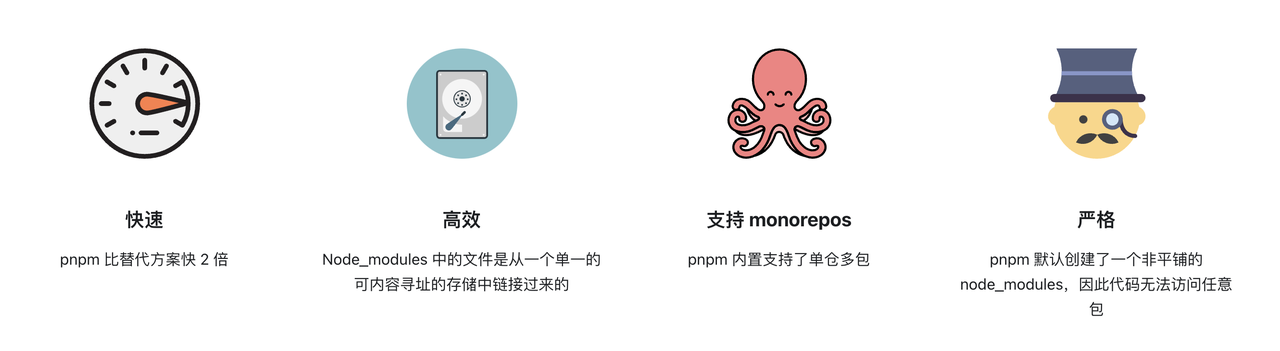 快速
pnpm 比替代方案快 2 倍
高效
Node_modules 中的文件是从一个单一的
可内容寻址的存储中链接过来的
支持 monorepos
pnpm 内置支持了单仓多包
严格
pnpm 默认创建了一个非平铺的
node_modules，因此代码无法访问任意
包